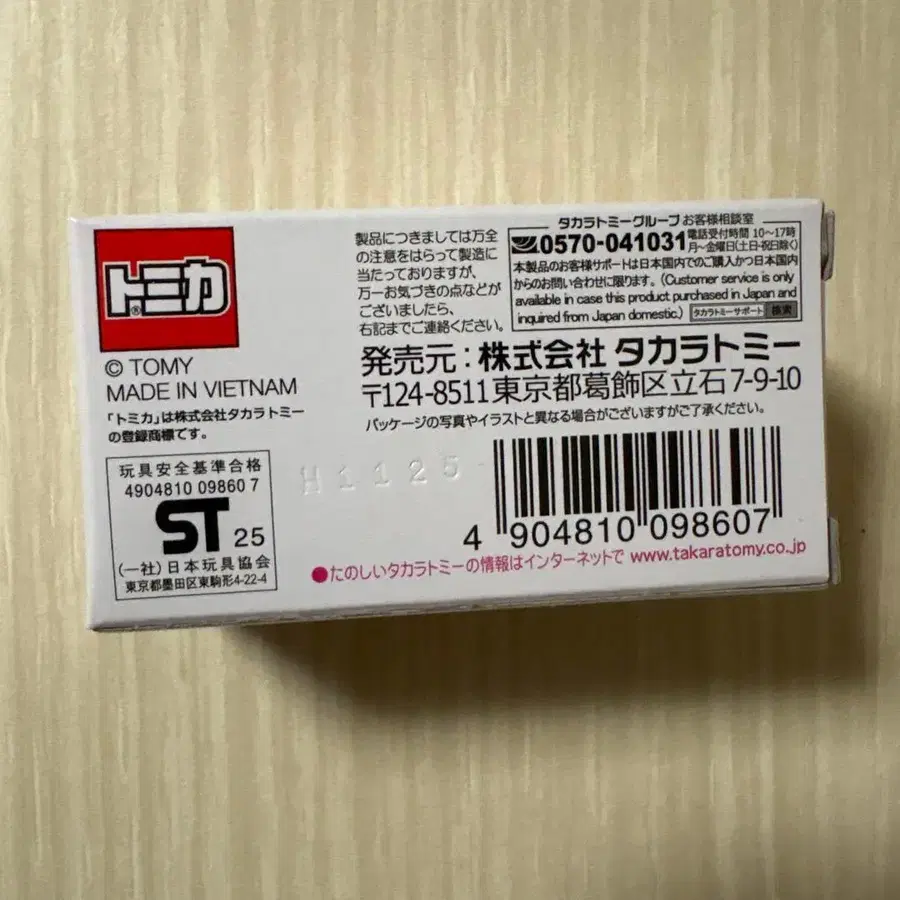 トミカ®
© TOMY
MADE IN VIETNAM
「トミカ」は株式会社タカラトミー
の登録商標です。
玩具安全基準合格
4904810 09860 7
ST 25
(一社)日本玩具協会
東京都墨田区東駒形4-22-4
製品につきましては万全
の注意をはらって製造に
当たっておりますが、
万一お気づきの点などが
ございましたら、
右記までご連絡ください。
タカラトミーグループ お客様相談室
0570-041031 電話受付時間 10〜17時
月〜金曜日(土・日・祝日除く)
本製品のお客様サポートは日本国内でのご購入かつ日本国内
からのお問い合わせに限ります。(Customer service is only
available in case this product purchased in Japan and
inquired from Japan domestic.) タカラトミーサポート 検索
発売元:株式会社 タカラトミー
〒124-8511 東京都葛飾区立石7-9-10
パッケージの写真やイラストと異なる場合がございますがご了承ください。
H1125
4 904810 098607
●たのしいタカラトミーの情報はインターネットで www.takaratomy.co.jp